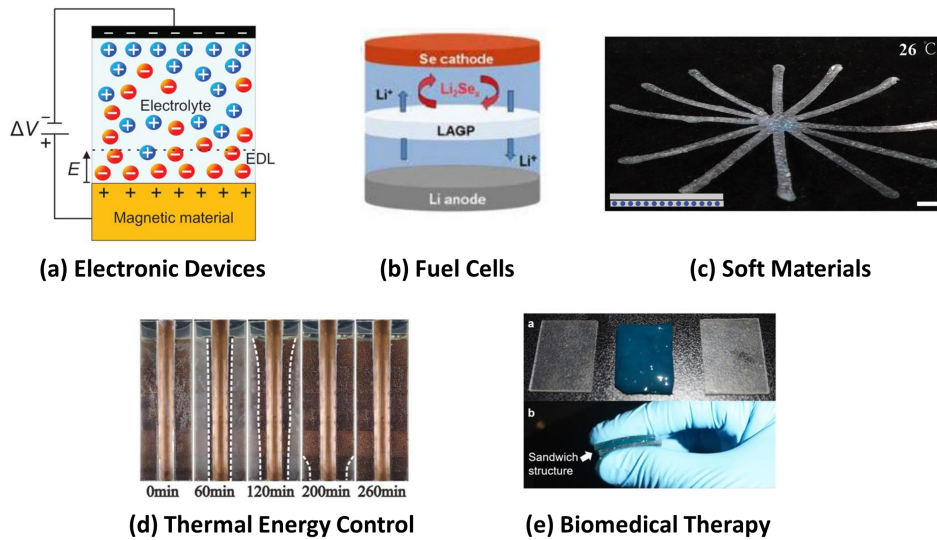 ΔV
−
+
− − − − − − −
Electrolyte
EDL
E
+ + + + + + +
Magnetic material
(a) Electronic Devices
Se cathode
Li⁺
Li₂Seₓ
LAGP
Li⁺
Li anode
(b) Fuel Cells
26 ℃
(c) Soft Materials
0min 60min 120min 200min 260min
(d) Thermal Energy Control
a
b
Sandwich
structure
(e) Biomedical Therapy